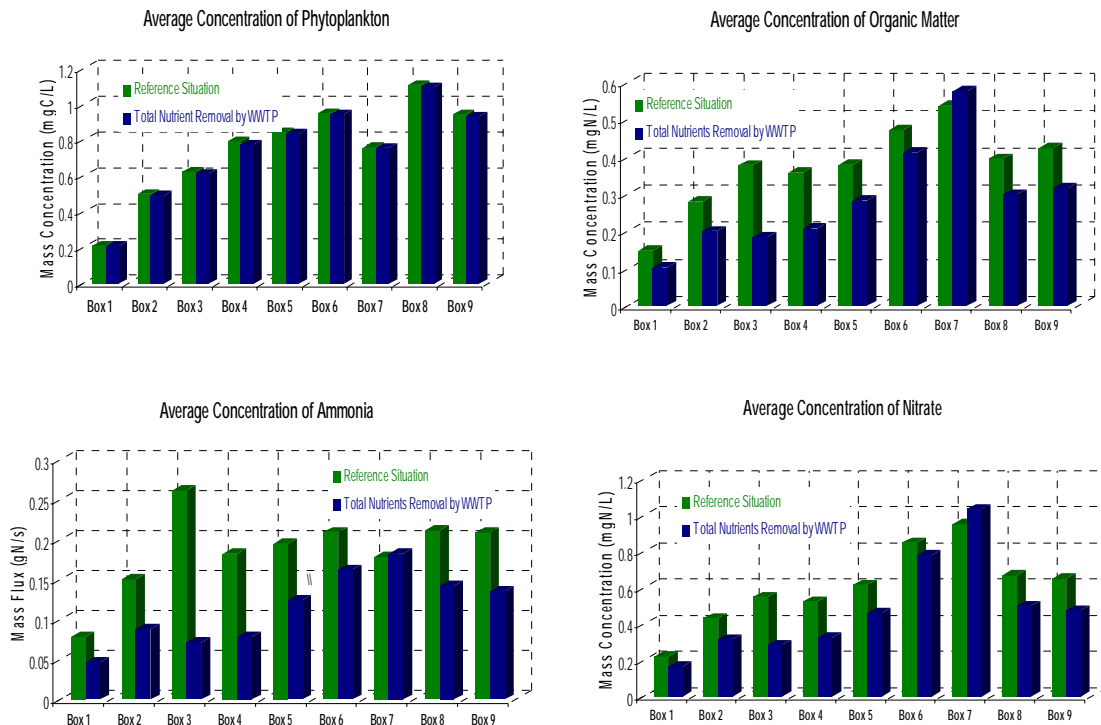 Average Concentration of Phytoplankton
Mass Concentration (mgC/L)
1.2
1
0.8
0.6
0.4
0.2
0
Reference Situation
Total Nutrient Removal by WWTP
Box 1 Box 2 Box 3 Box 4 Box 5 Box 6 Box 7 Box 8 Box 9
Average Concentration of Organic Matter
Mass Concentration (mgN/L)
0.6
0.5
0.4
0.3
0.2
0.1
0
Reference Situation
Total Nutrients Removal by WWTP
Box 1 Box 2 Box 3 Box 4 Box 5 Box 6 Box 7 Box 8 Box 9
Average Concentration of Ammonia
Mass Flux (gN/s)
0.3
0.25
0.2
0.15
0.1
0.05
0
Reference Situation
Total Nutrients Removal by WWTP
\\
Box 1 Box 2 Box 3 Box 4 Box 5 Box 6 Box 7 Box 8 Box 9
Average Concentration of Nitrate
Mass Concentration (mgN/L)
1.2
1
0.8
0.6
0.4
0.2
0
Reference Situation
Total Nutrients Removal by WWTP
Box 1 Box 2 Box 3 Box 4 Box 5 Box 6 Box 7 Box 8 Box 9